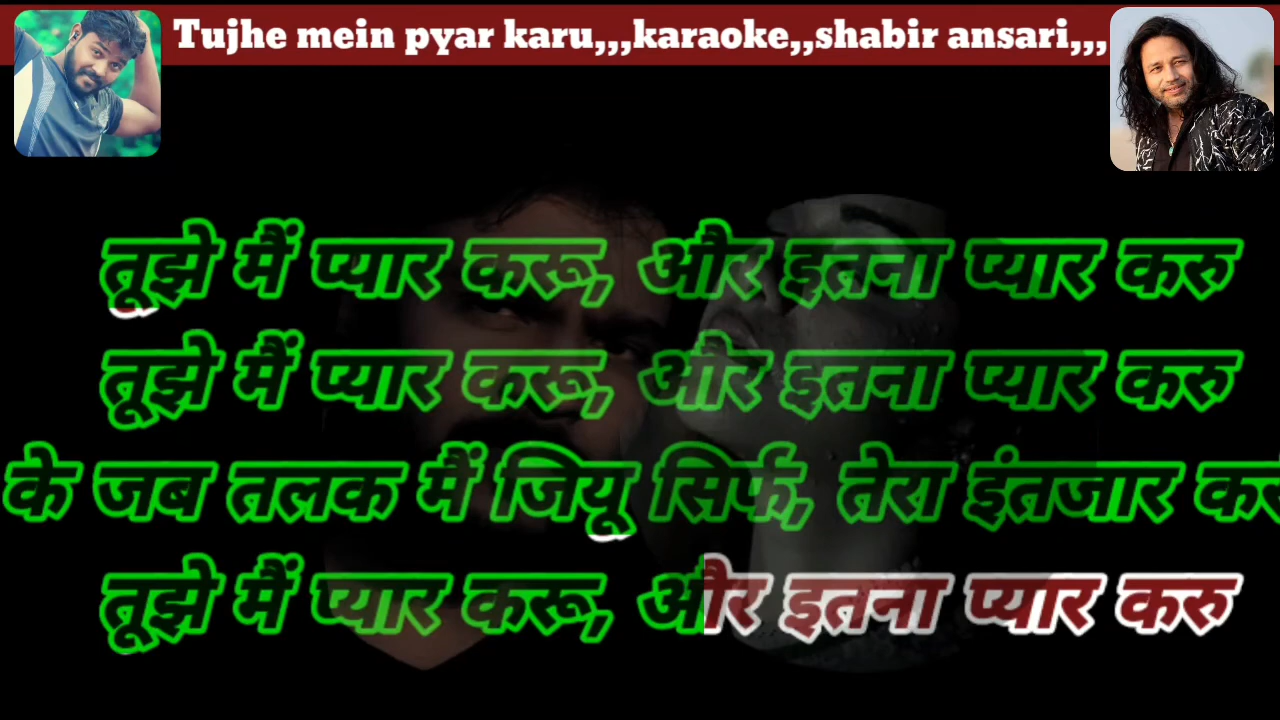 Tujhe mein pyar karu,,,karaoke,,shabir ansari,,,
तूझे मैं प्यार करू, और इतना प्यार करु
तूझे मैं प्यार करू, और इतना प्यार करु
के जब तलक मैं जियू सिर्फ, तेरा इंतजार
तूझे मैं प्यार करू, और इतना प्यार करु